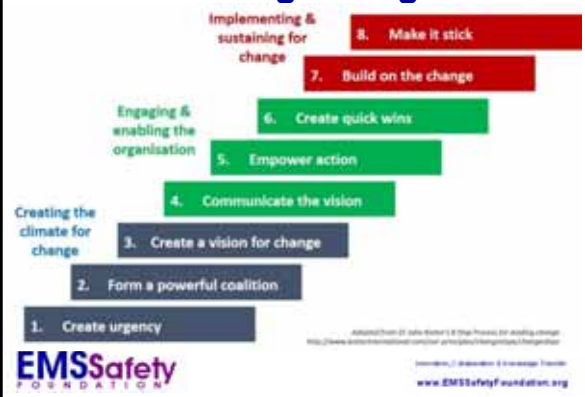 Implementing &
sustaining for
change
8. Make it stick
7. Build on the change
Engaging &
enabling the
organisation
6. Create quick wins
5. Empower action
4. Communicate the vision
Creating the
climate for
change
3. Create a vision for change
2. Form a powerful coalition
1. Create urgency
EMSSafety
FOUNDATION
www.EMSSafetyFoundation.org